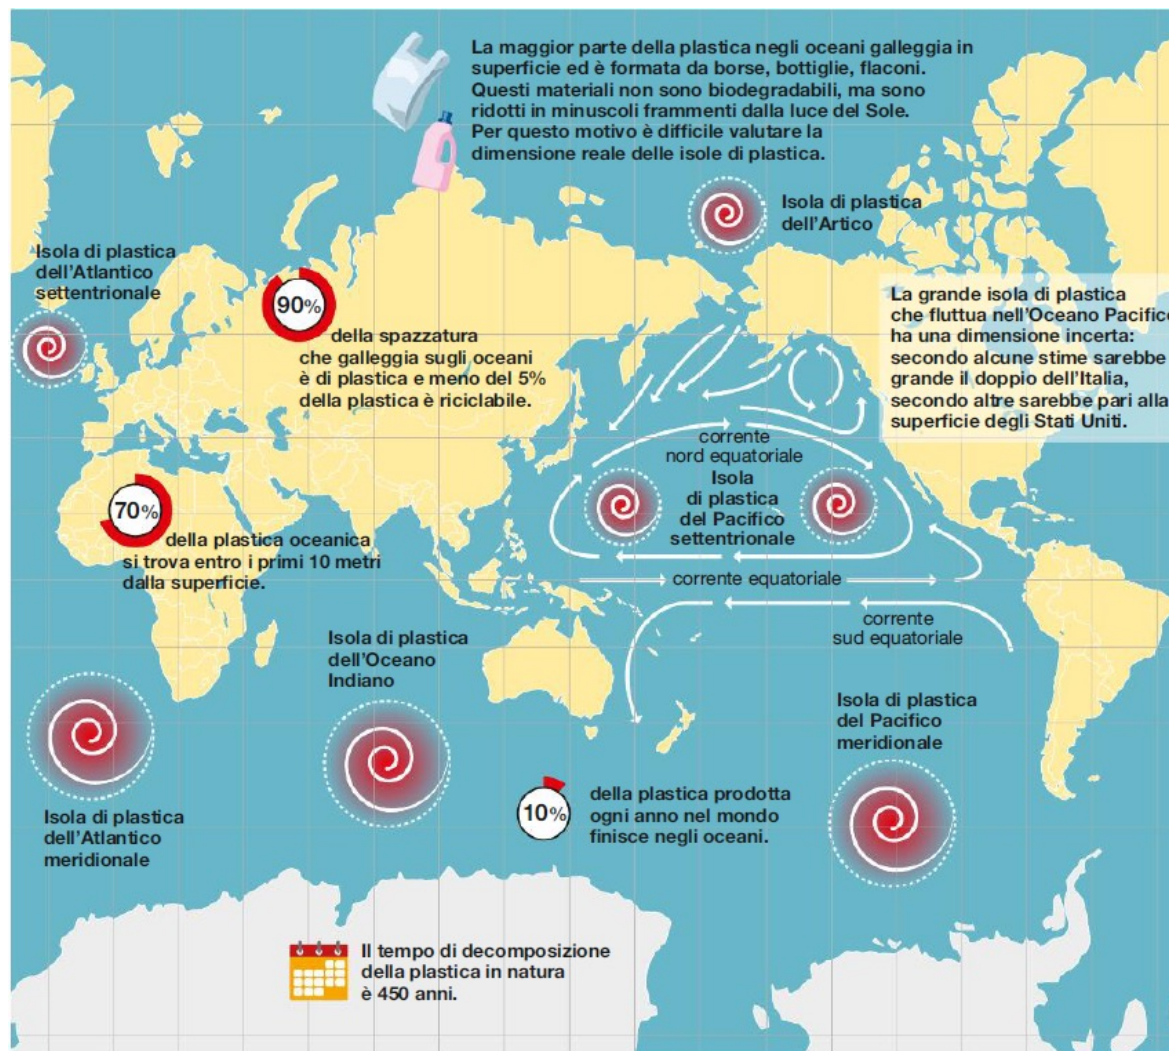 La maggior parte della plastica negli oceani galleggia in
superficie ed è formata da borse, bottiglie, flaconi.
Questi materiali non sono biodegradabili, ma sono
ridotti in minuscoli frammenti dalla luce del Sole.
Per questo motivo è difficile valutare la
dimensione reale delle isole di plastica.
Isola di plastica
dell'Artico
Isola di plastica
dell'Atlantico
settentrionale
90%
della spazzatura
che galleggia sugli oceani
è di plastica e meno del 5%
della plastica è riciclabile.
La grande isola di plastica
che fluttua nell'Oceano Pacifico
ha una dimensione incerta:
secondo alcune stime sarebbe
grande il doppio dell'Italia,
secondo altre sarebbe pari alla
superficie degli Stati Uniti.
corrente
nord equatoriale
Isola
di plastica
del Pacifico
settentrionale
70%
della plastica oceanica
si trova entro i primi 10 metri
dalla superficie.
corrente equatoriale
corrente
sud equatoriale
Isola di plastica
dell'Oceano
Indiano
Isola di plastica
del Pacifico
meridionale
Isola di plastica
dell'Atlantico
meridionale
10%
della plastica prodotta
ogni anno nel mondo
finisce negli oceani.
Il tempo di decomposizione
della plastica in natura
è 450 anni.